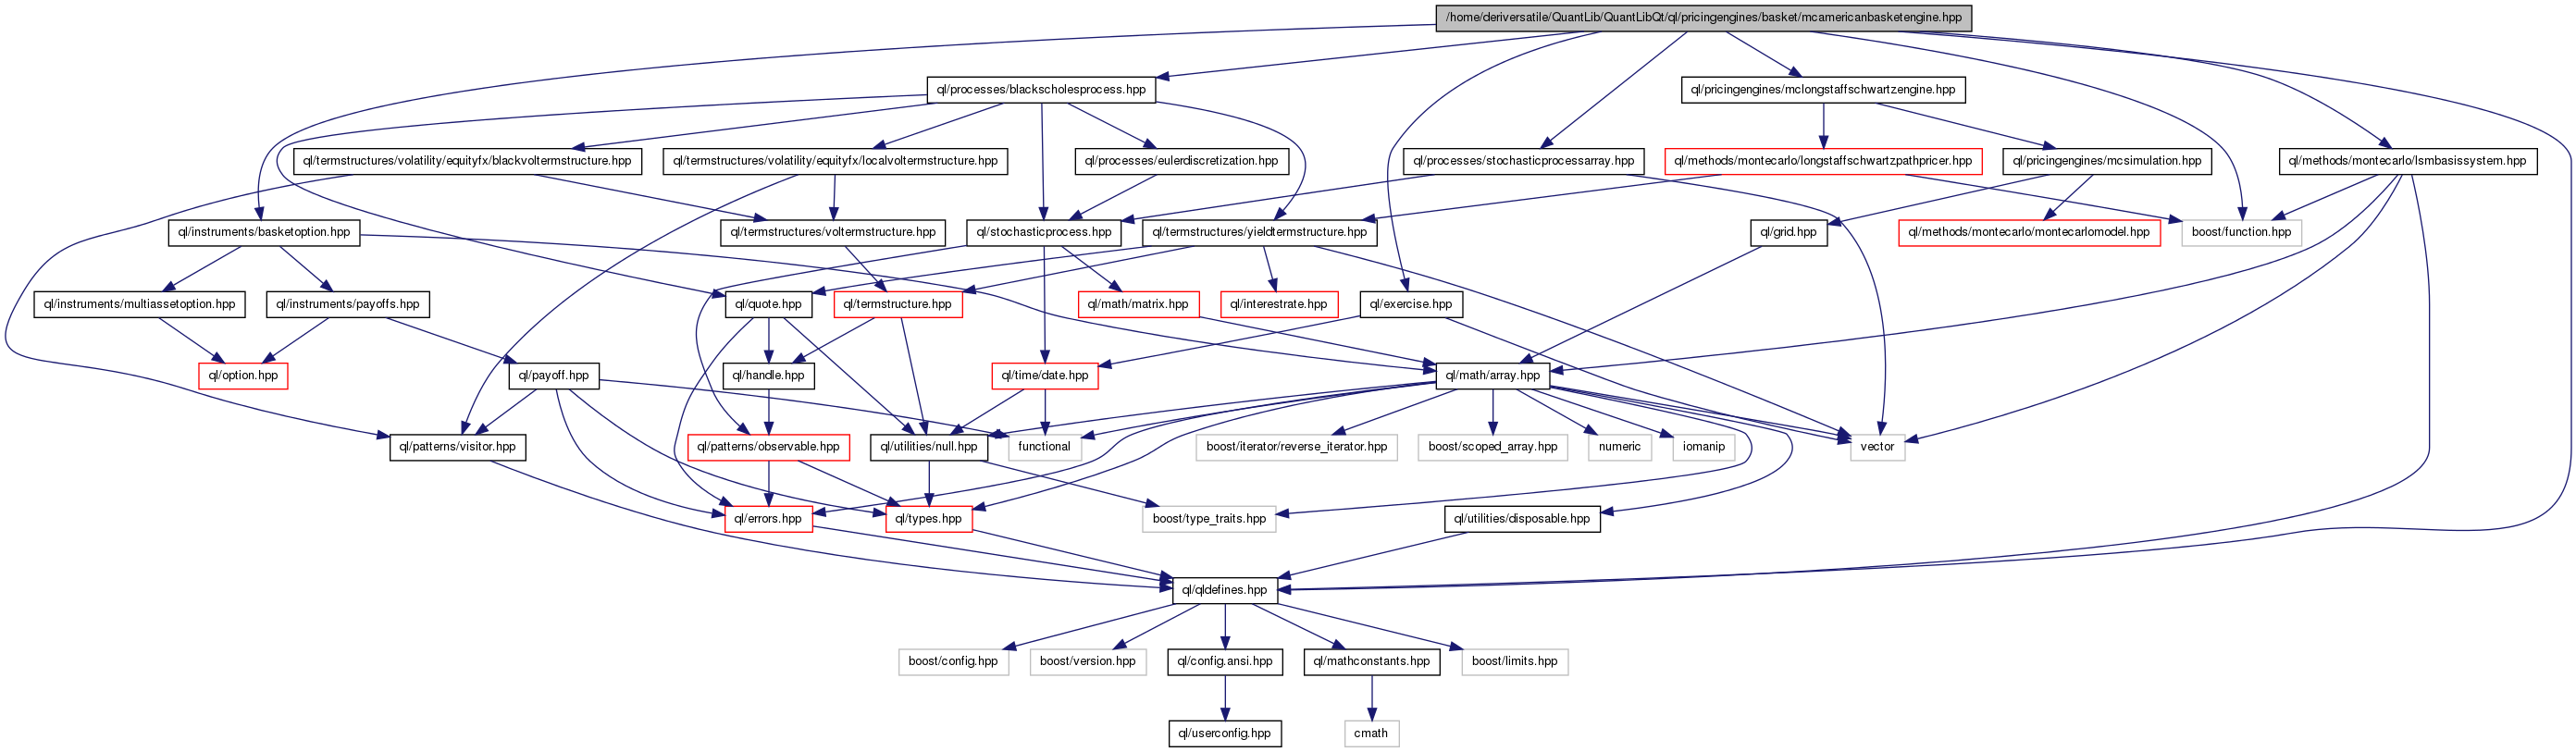 /home/deriversatile/QuantLib/QuantLibQt/ql/pricingengines/basket/mcamericanbasketengine.hpp
ql/processes/blackscholesprocess.hpp
ql/pricingengines/mclongstaffschwartzengine.hpp
ql/termstructures/volatility/equityfx/blackvoltermstructure.hpp
ql/termstructures/volatility/equityfx/localvoltermstructure.hpp
ql/processes/eulerdiscretization.hpp
ql/processes/stochasticprocessarray.hpp
ql/methods/montecarlo/longstaffschwartzpathpricer.hpp
ql/pricingengines/mcsimulation.hpp
ql/methods/montecarlo/lsmbasissystem.hpp
ql/instruments/basketoption.hpp
ql/termstructures/voltermstructure.hpp
ql/stochasticprocess.hpp
ql/termstructures/yieldtermstructure.hpp
ql/grid.hpp
ql/methods/montecarlo/montecarlomodel.hpp
boost/function.hpp
ql/instruments/multiassetoption.hpp
ql/instruments/payoffs.hpp
ql/quote.hpp
ql/termstructure.hpp
ql/math/matrix.hpp
ql/interestrate.hpp
ql/exercise.hpp
ql/option.hpp
ql/payoff.hpp
ql/handle.hpp
ql/time/date.hpp
ql/math/array.hpp
ql/patterns/visitor.hpp
ql/patterns/observable.hpp
ql/utilities/null.hpp
functional
boost/iterator/reverse_iterator.hpp
boost/scoped_array.hpp
numeric
iomanip
vector
ql/errors.hpp
ql/types.hpp
boost/type_traits.hpp
ql/utilities/disposable.hpp
ql/qldefines.hpp
boost/config.hpp
boost/version.hpp
ql/config.ansi.hpp
ql/mathconstants.hpp
boost/limits.hpp
ql/userconfig.hpp
cmath